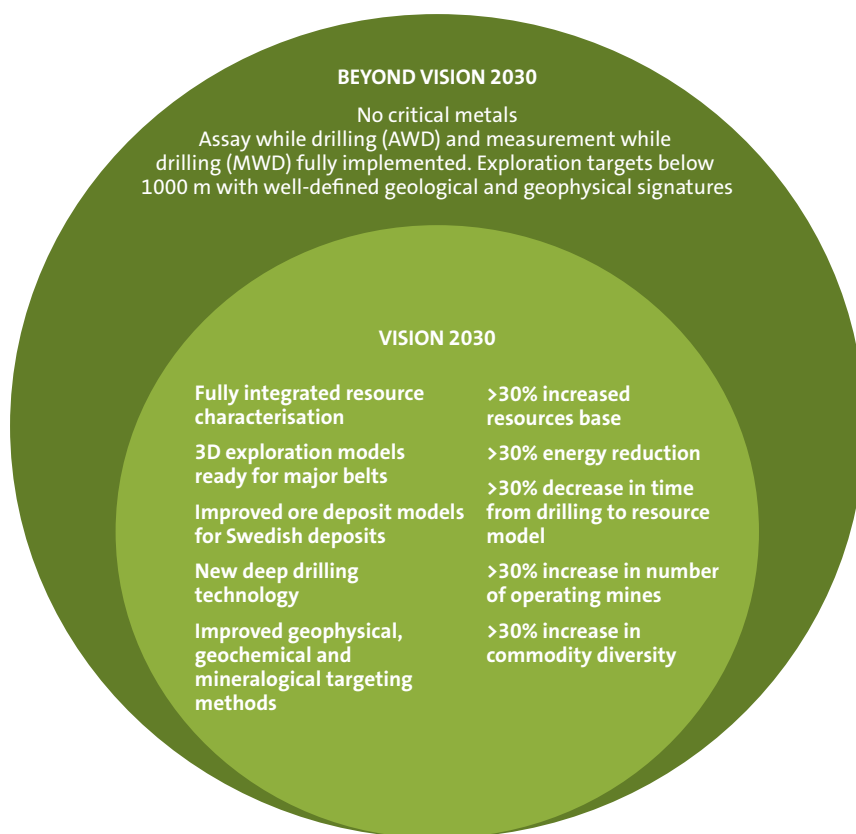 BEYOND VISION 2030
No critical metals
Assay while drilling (AWD) and measurement while
drilling (MWD) fully implemented. Exploration targets below
1000 m with well-defined geological and geophysical signatures
VISION 2030
Fully integrated resource
characterisation
3D exploration models
ready for major belts
Improved ore deposit models
for Swedish deposits
New deep drilling
technology
Improved geophysical,
geochemical and
mineralogical targeting
methods
>30% increased
resources base
>30% energy reduction
>30% decrease in time
from drilling to resource
model
>30% increase in number
of operating mines
>30% increase in
commodity diversity